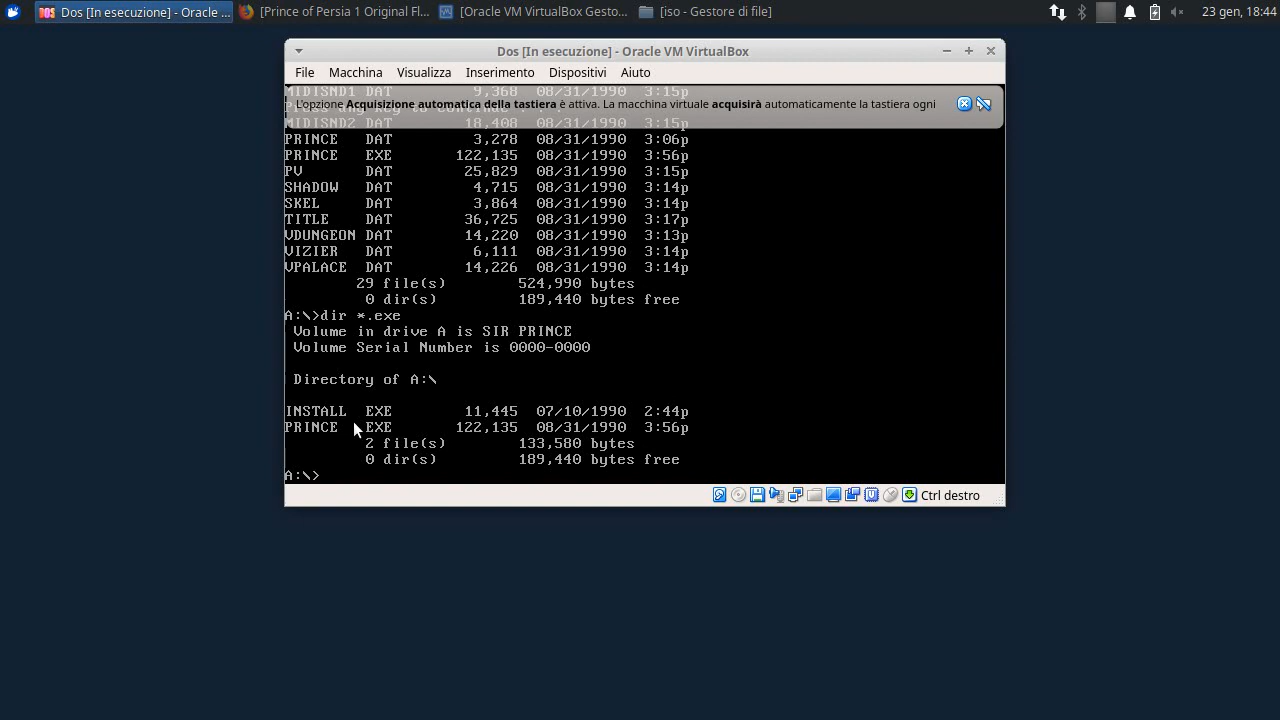 Dos [In esecuzione] - Oracle ... [Prince of Persia 1 Original Fl... [Oracle VM VirtualBox Gesto... [iso - Gestore di file] 23 gen, 18:44
Dos [In esecuzione] - Oracle VM VirtualBox
File Macchina Visualizza Inserimento Dispositivi Aiuto
MIDISND1 DAT 9,368 08/31/1990 3:15p
L'opzione Acquisizione automatica della tastiera è attiva. La macchina virtuale acquisirà automaticamente la tastiera ogni
Press any key to continue . . .
MIDISND2 DAT 18,408 08/31/1990 3:15p
PRINCE DAT 3,278 08/31/1990 3:06p
PRINCE EXE 122,135 08/31/1990 3:56p
PV DAT 25,829 08/31/1990 3:15p
SHADOW DAT 4,715 08/31/1990 3:14p
SKEL DAT 3,864 08/31/1990 3:14p
TITLE DAT 36,725 08/31/1990 3:17p
VDUNGEON DAT 14,220 08/31/1990 3:13p
VIZIER DAT 6,111 08/31/1990 3:14p
VPALACE DAT 14,226 08/31/1990 3:14p
29 file(s) 524,990 bytes
0 dir(s) 189,440 bytes free
A:\>dir *.exe
Volume in drive A is SIR PRINCE
Volume Serial Number is 0000-0000
Directory of A:\
INSTALL EXE 11,445 07/10/1990 2:44p
PRINCE EXE 122,135 08/31/1990 3:56p
2 file(s) 133,580 bytes
0 dir(s) 189,440 bytes free
A:\>
Ctrl destro